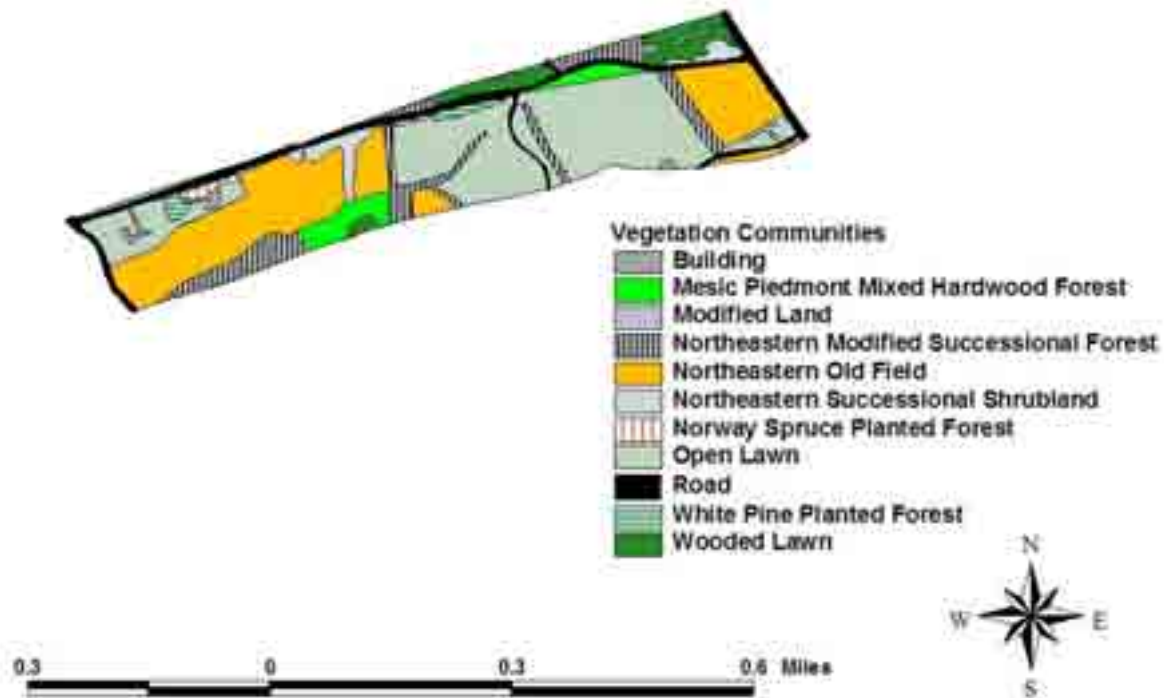 Vegetation Communities
Building
Mesic Piedmont Mixed Hardwood Forest
Modified Land
Northeastern Modified Successional Forest
Northeastern Old Field
Northeastern Successional Shrubland
Norway Spruce Planted Forest
Open Lawn
Road
White Pine Planted Forest
Wooded Lawn
N
W E
S
0.3 0 0.3 0.6 Miles